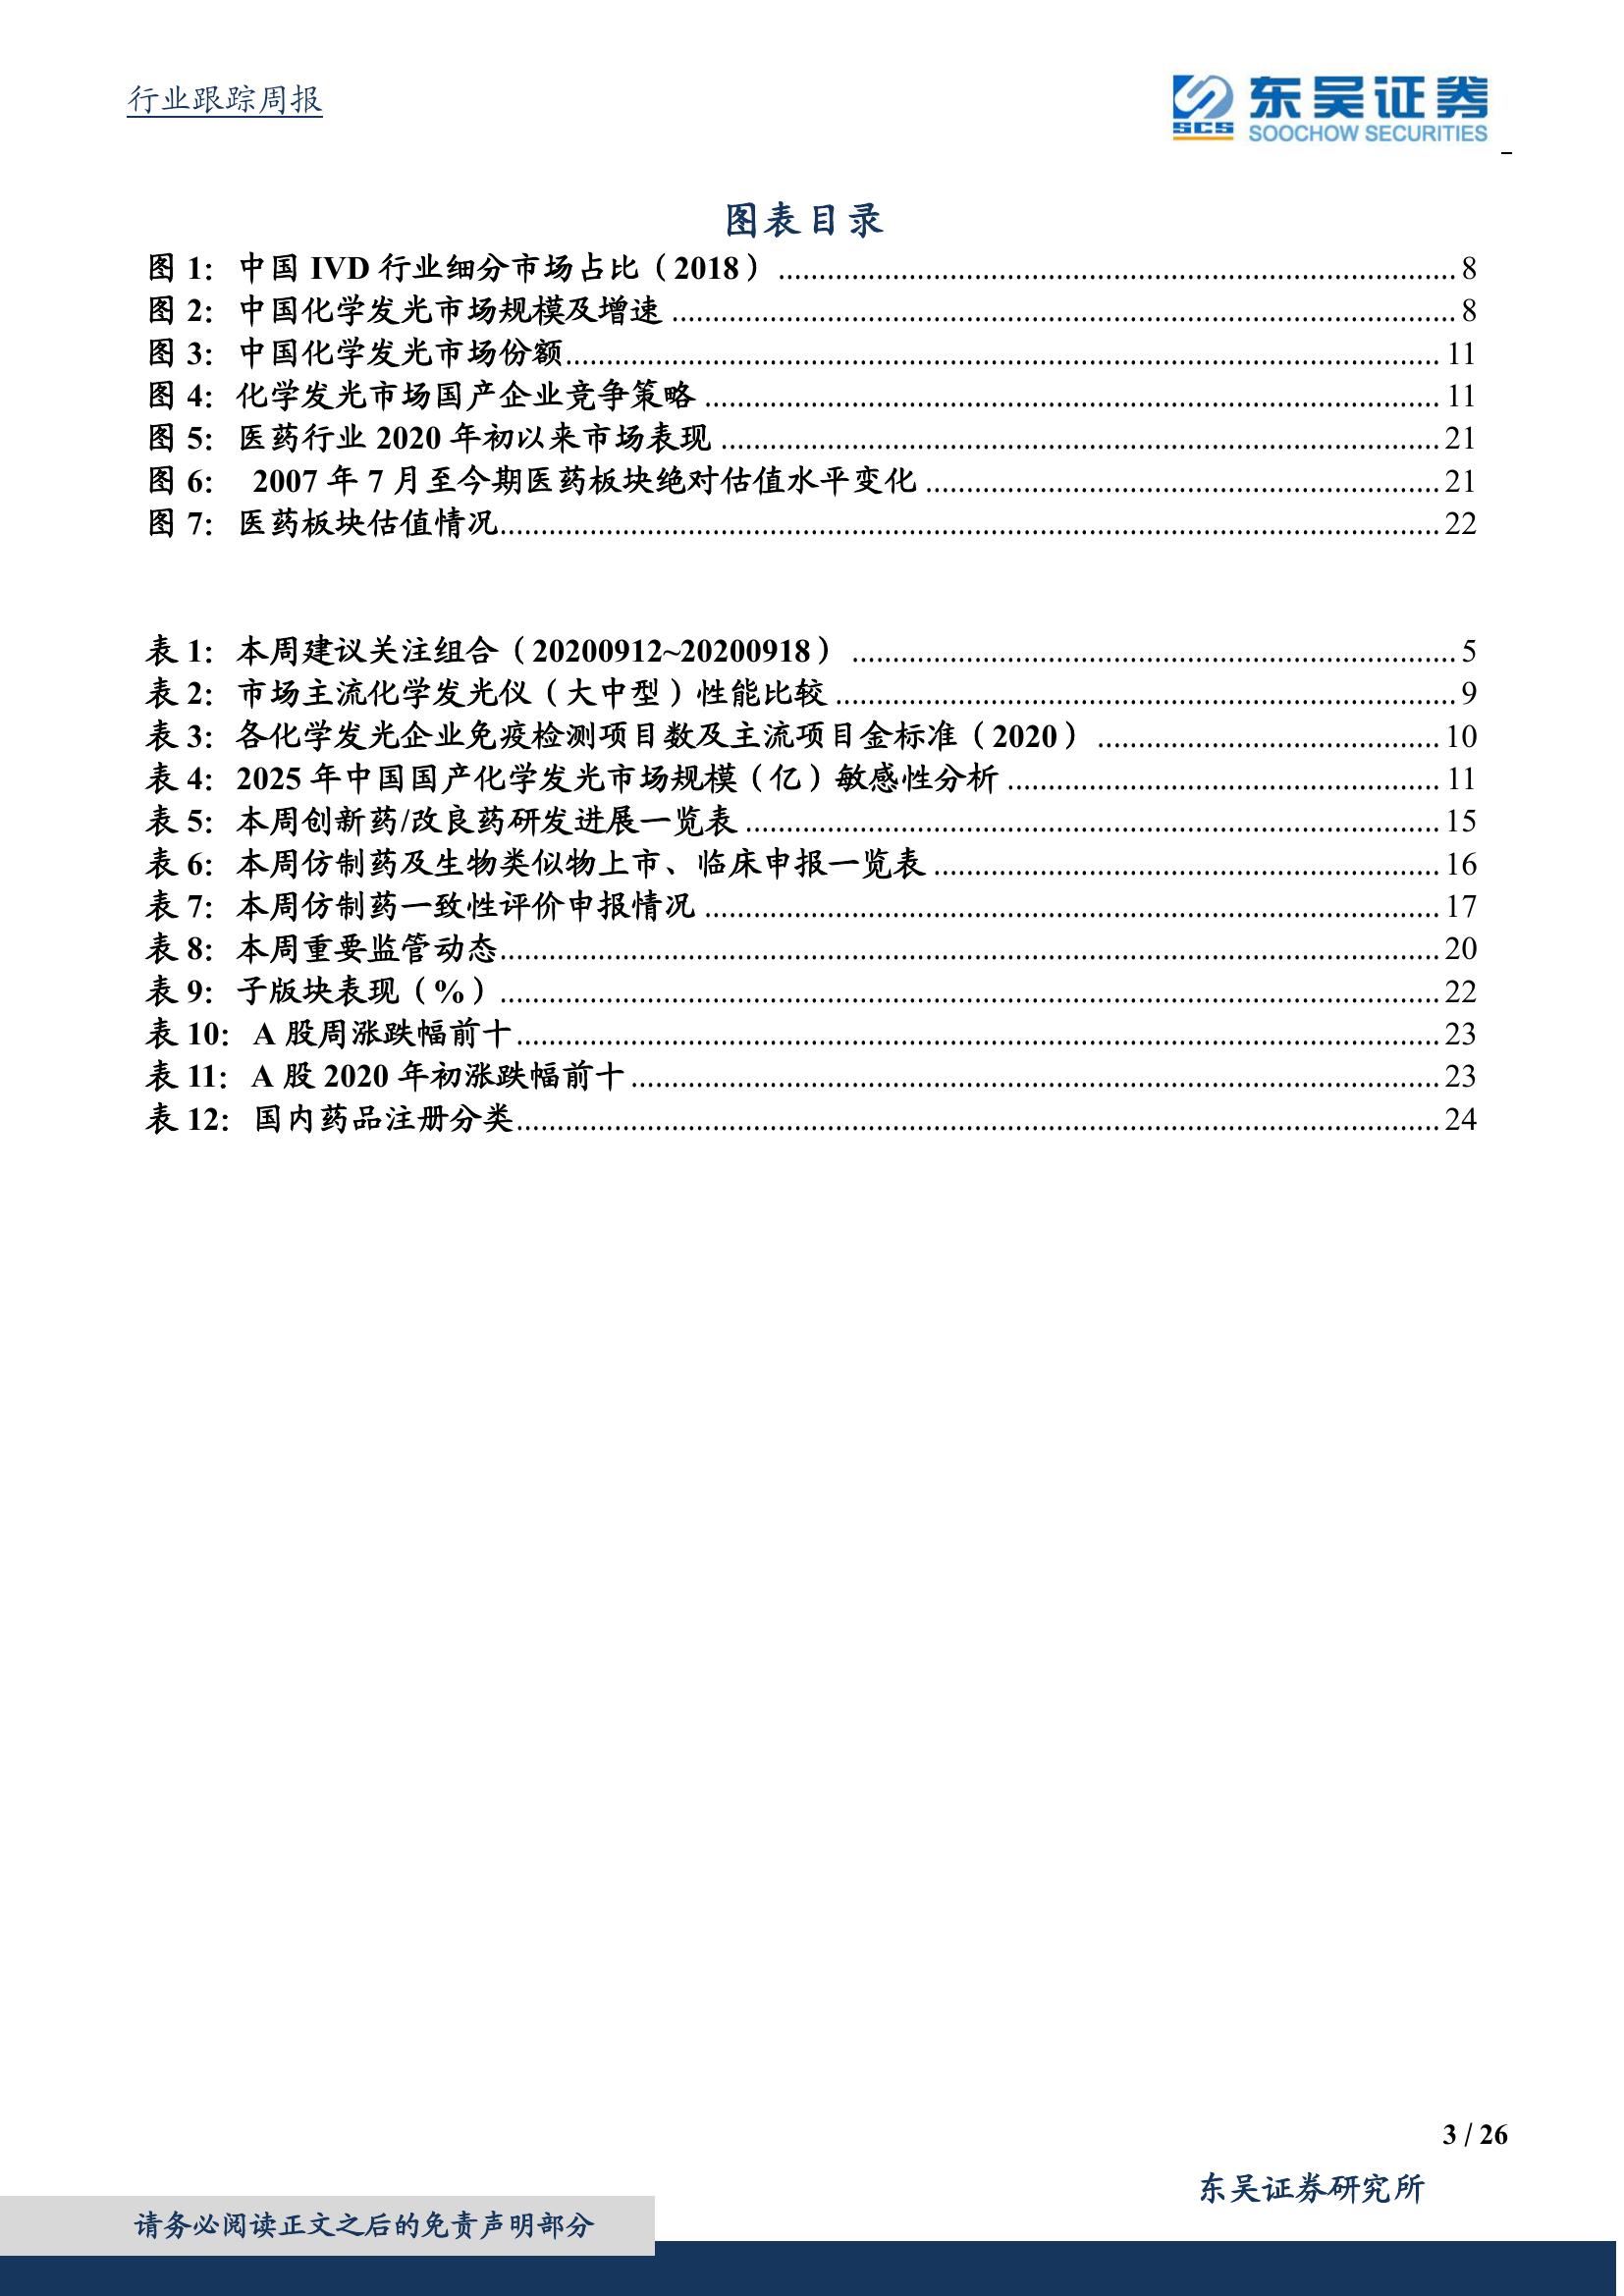 行业跟踪周报
东吴证券
SCS
SOOCHOW SECURITIES
图表目录
图 1: 中国 IVD 行业细分市场占比（2018） 8
图 2: 中国化学发光市场规模及增速 8
图 3: 中国化学发光市场份额 11
图 4: 化学发光市场国产企业竞争策略 11
图 5: 医药行业 2020 年初以来市场表现 21
图 6: 2007 年 7 月至今期医药板块绝对估值水平变化 21
图 7: 医药板块估值情况 22
表 1: 本周建议关注组合（20200912~20200918） 5
表 2: 市场主流化学发光仪（大中型）性能比较 9
表 3: 各化学发光企业免疫检测项目数及主流项目金标准（2020） 10
表 4: 2025 年中国国产化学发光市场规模（亿）敏感性分析 11
表 5: 本周创新药/改良药研发进展一览表 15
表 6: 本周仿制药及生物类似物上市、临床申报一览表 16
表 7: 本周仿制药一致性评价申报情况 17
表 8: 本周重要监管动态 20
表 9: 子版块表现（%） 22
表 10: A 股周涨跌幅前十 23
表 11: A 股 2020 年初涨跌幅前十 23
表 12: 国内药品注册分类 24
3 / 26
东吴证券研究所
请务必阅读正文之后的免责声明部分